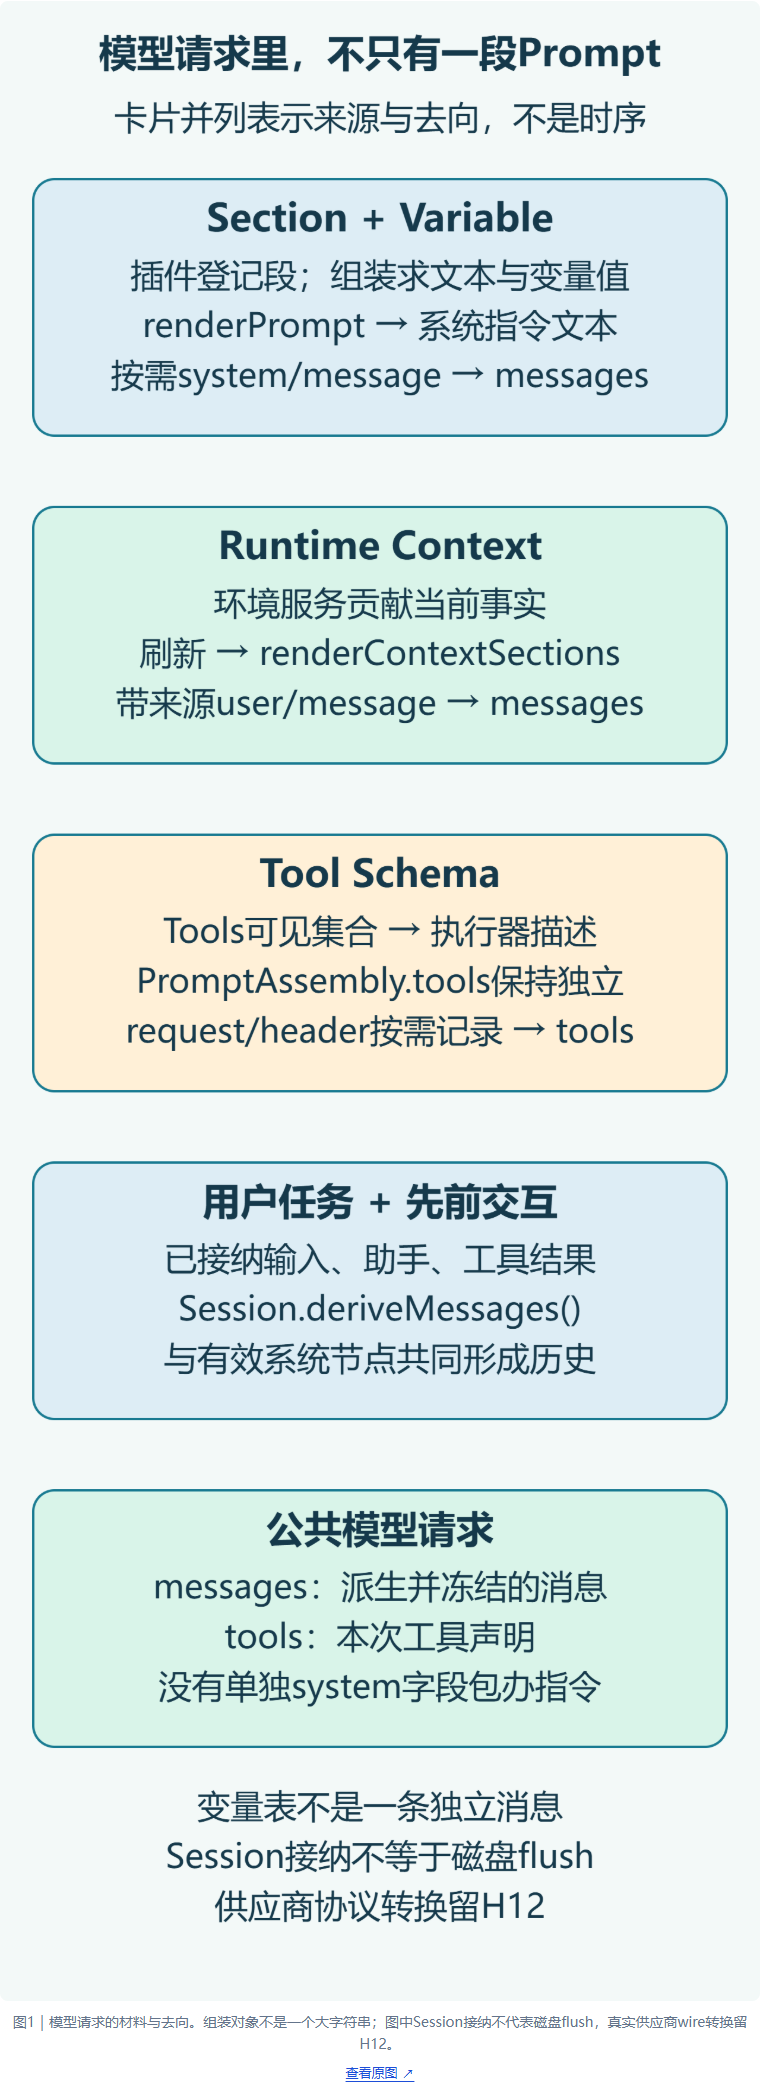 模型请求里，不只有一段Prompt
卡片并列表示来源与去向，不是时序
Section + Variable
插件登记段；组装求文本与变量值
renderPrompt → 系统指令文本
按需system/message → messages
Runtime Context
环境服务贡献当前事实
刷新 → renderContextSections
带来源user/message → messages
Tool Schema
Tools可见集合 → 执行器描述
PromptAssembly.tools保持独立
request/header按需记录 → tools
用户任务 + 先前交互
已接纳输入、助手、工具结果
Session.deriveMessages()
与有效系统节点共同形成历史
公共模型请求
messages：派生并冻结的消息
tools：本次工具声明
没有单独system字段包办指令
变量表不是一条独立消息
Session接纳不等于磁盘flush
供应商协议转换留H12
图1｜模型请求的材料与去向。组装对象不是一个大字符串；图中Session接纳不代表磁盘flush，真实供应商wire转换留
H12。
查看原图 ↗